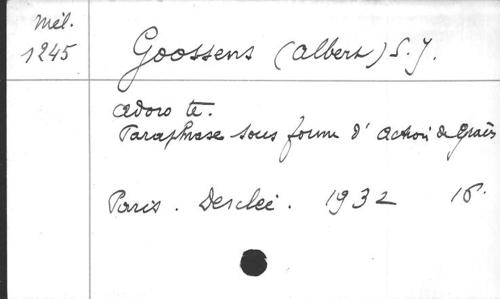 Mél.
1245
Goossens (Albert) S. J.
Adoro te.
Paraphrase sous forme d'action de Grâces
Paris. Desclée. 1932 16°